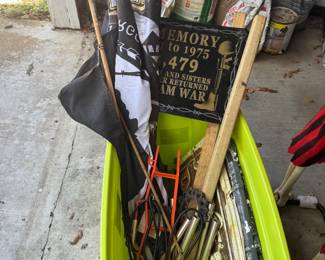 EMORY
to 1975
,479
AND SISTERS
R RETURNED
AM WAR